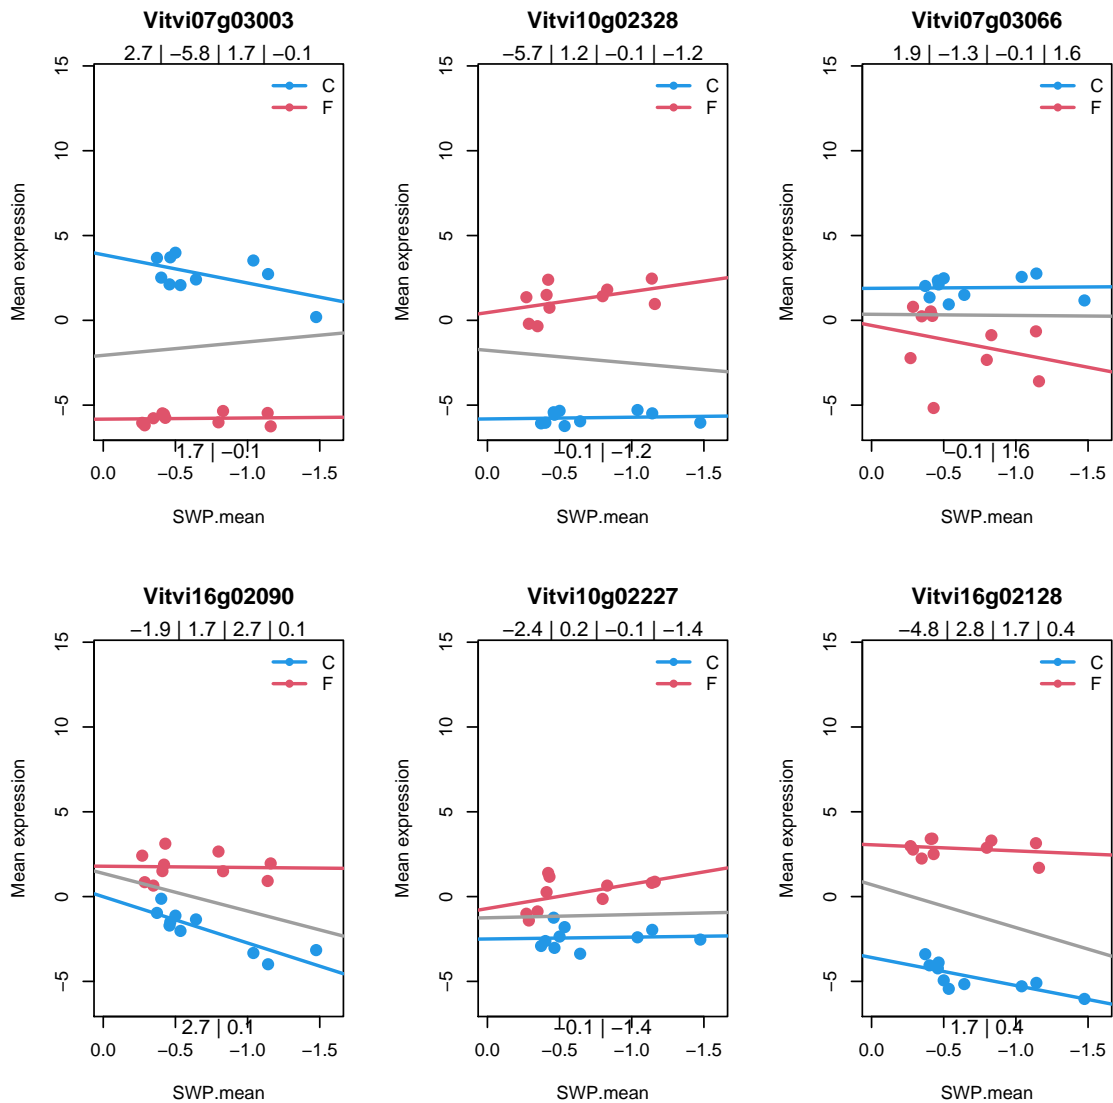 Vitvi07g03003
2.7 | −5.8 | 1.7 | −0.1
C
F
15
10
5
0
−5
Mean expression
1.7 | −0.1
0.0 −0.5 −1.0 −1.5
SWP.mean
Vitvi10g02328
−5.7 | 1.2 | −0.1 | −1.2
C
F
15
10
5
0
−5
Mean expression
−0.1 | −1.2
0.0 −0.5 −1.0 −1.5
SWP.mean
Vitvi07g03066
1.9 | −1.3 | −0.1 | 1.6
C
F
15
10
5
0
−5
Mean expression
−0.1 | 1.6
0.0 −0.5 −1.0 −1.5
SWP.mean
Vitvi16g02090
−1.9 | 1.7 | 2.7 | 0.1
C
F
15
10
5
0
−5
Mean expression
2.7 | 0.1
0.0 −0.5 −1.0 −1.5
SWP.mean
Vitvi10g02227
−2.4 | 0.2 | −0.1 | −1.4
C
F
15
10
5
0
−5
Mean expression
−0.1 | −1.4
0.0 −0.5 −1.0 −1.5
SWP.mean
Vitvi16g02128
−4.8 | 2.8 | 1.7 | 0.4
C
F
15
10
5
0
−5
Mean expression
1.7 | 0.4
0.0 −0.5 −1.0 −1.5
SWP.mean